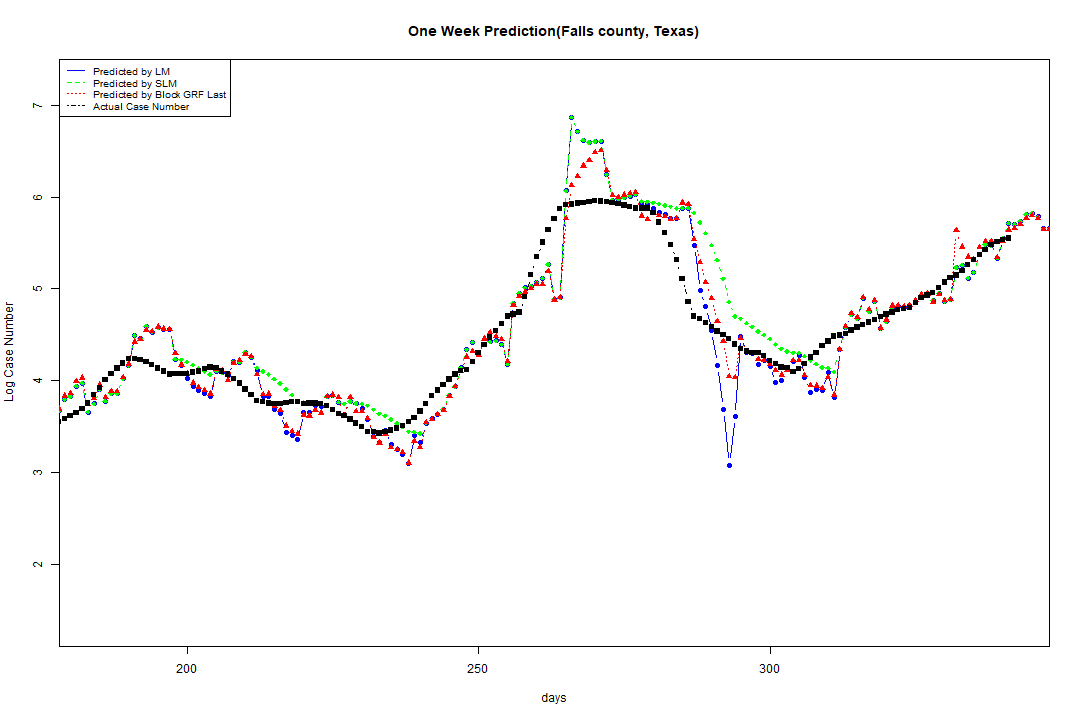 One Week Prediction(Falls county, Texas)
Predicted by LM
Predicted by SLM
Predicted by Block GRF Last
Actual Case Number
7
6
5
4
3
2
Log Case Number
200
250
300
days